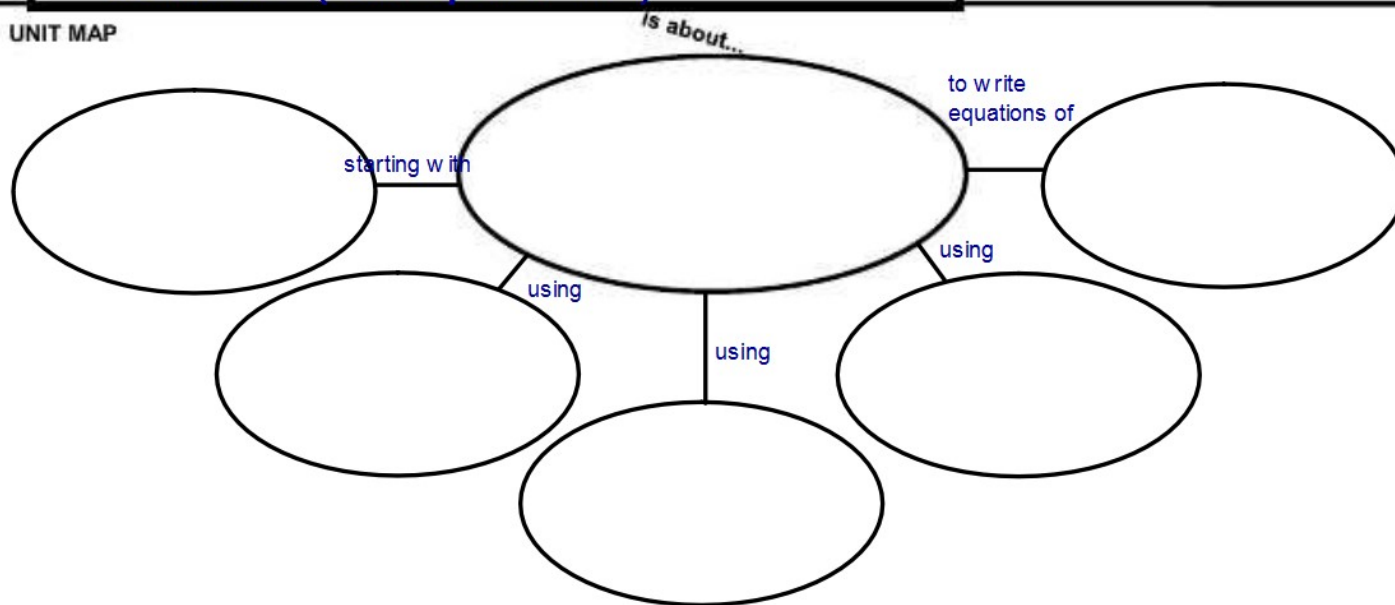 UNIT MAP
is about...
to write
equations of
starting with
using
using
using